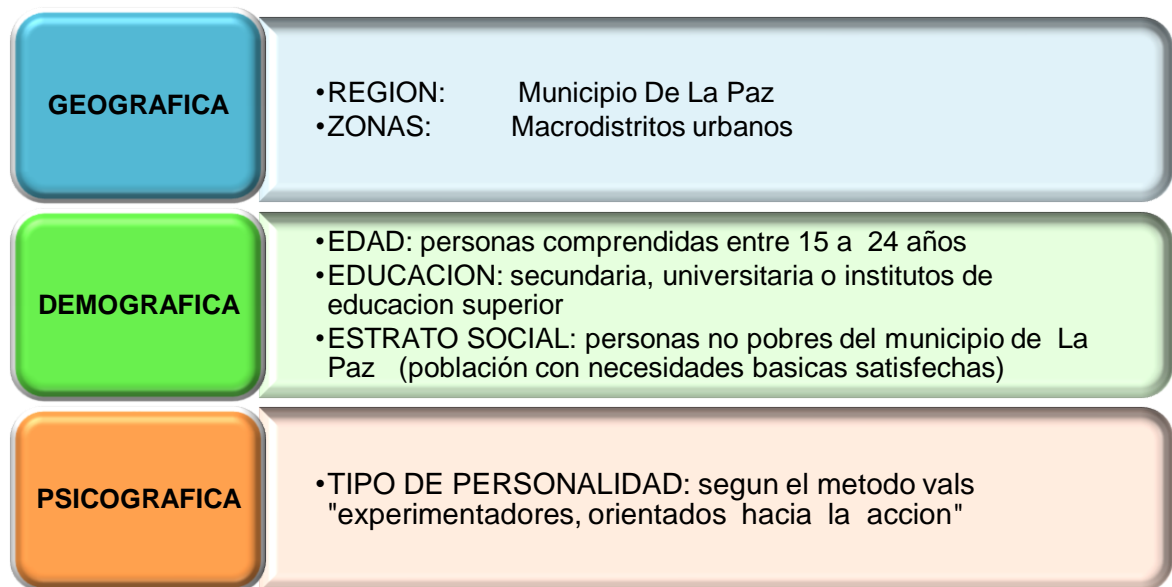 GEOGRAFICA
•REGION: Municipio De La Paz
•ZONAS: Macrodistritos urbanos
DEMOGRAFICA
•EDAD: personas comprendidas entre 15 a 24 años
•EDUCACION: secundaria, universitaria o institutos de
educacion superior
•ESTRATO SOCIAL: personas no pobres del municipio de La
Paz (población con necesidades basicas satisfechas)
PSICOGRAFICA
•TIPO DE PERSONALIDAD: segun el metodo vals
"experimentadores, orientados hacia la accion"